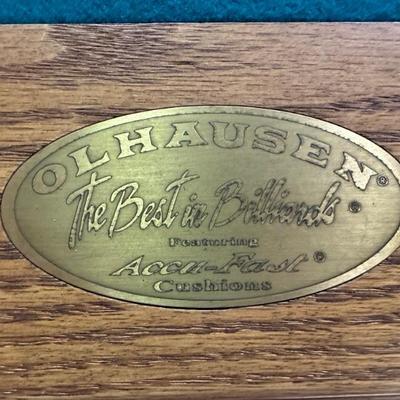 OLHAUSEN®
The Best in Billiards®
Featuring
Accu-Fast®
Cushions